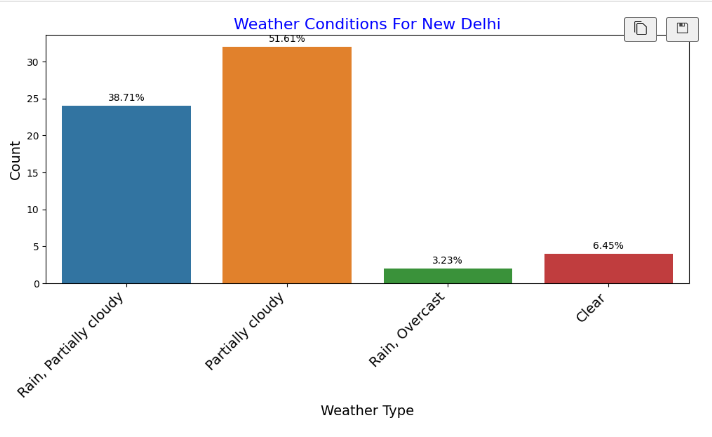 Weather Conditions For New Delhi
51.61%
38.71%
3.23%
6.45%
30
25
20
15
10
5
0
Count
Rain, Partially cloudy
Partially cloudy
Rain, Overcast
Clear
Weather Type